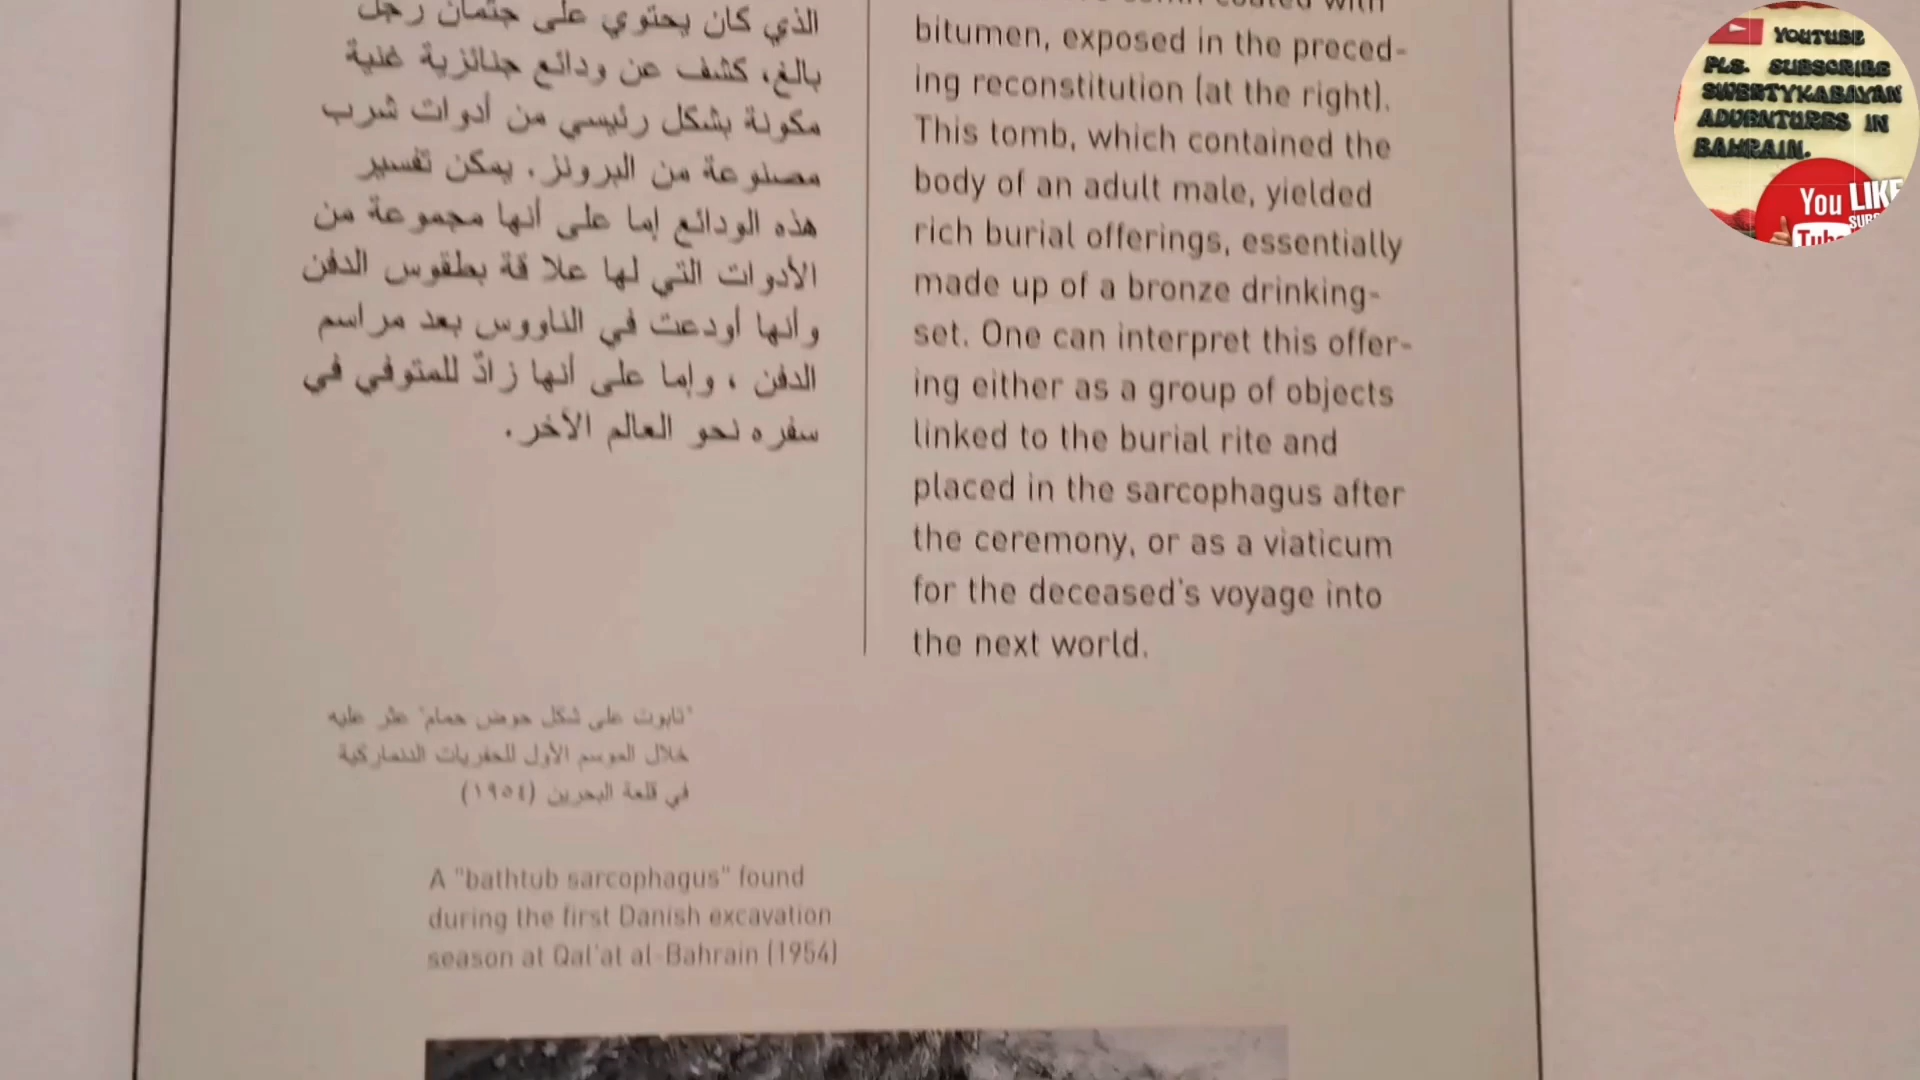 الذي كان يحتوي على جثمان رجل
بالغ، كشف عن ودائع جنائزية غنية
مكونة بشكل رئيسي من أدوات شرب
مصنوعة من البرونز. يمكن تفسير
هذه الودائع إما على أنها مجموعة من
الأدوات التي لها علاقة بطقوس الدفن
وأنها أودعت في الناووس بعد مراسم
الدفن ، وإما على أنها زادٌ للمتوفي في
سفره نحو العالم الآخر.
coated with
bitumen, exposed in the preced-
ing reconstitution (at the right).
This tomb, which contained the
body of an adult male, yielded
rich burial offerings, essentially
made up of a bronze drinking-
set. One can interpret this offer-
ing either as a group of objects
linked to the burial rite and
placed in the sarcophagus after
the ceremony, or as a viaticum
for the deceased's voyage into
the next world.
"تابوت على شكل حوض حمام" عثر عليه
خلال الموسم الأول للحفريات الدنماركية
في قلعة البحرين (١٩٥٤)
A "bathtub sarcophagus" found
during the first Danish excavation
season at Qal'at al-Bahrain (1954)
YOUTUBE
PLS. SUBSCRIBE
SWERTYKABAYAN
ADVENTURES IN
BAHRAIN.
You LIKE
Tube